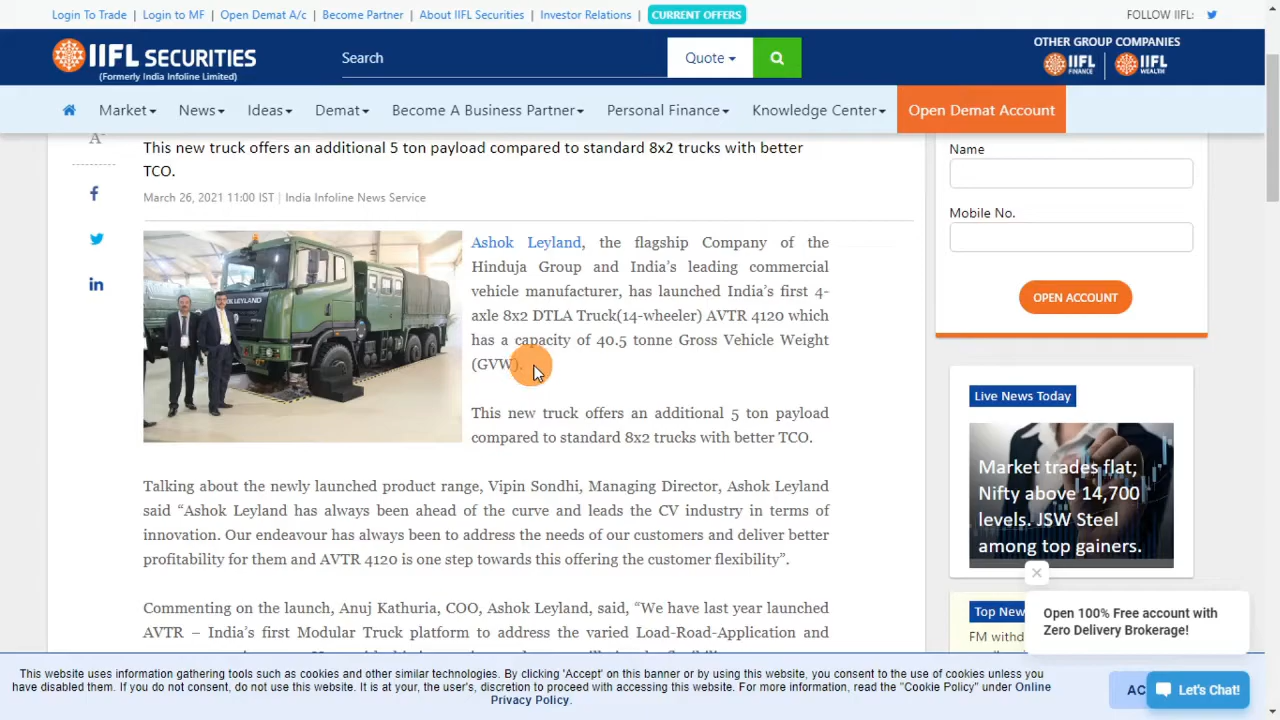 Login To Trade | Login to MF | Open Demat A/c | Become Partner | About IIFL Securities | Investor Relations | CURRENT OFFERS FOLLOW IIFL:
IIFL SECURITIES
(Formerly India Infoline Limited)
Search
Quote
OTHER GROUP COMPANIES
IIFL FINANCE | IIFL WEALTH
Market News Ideas Demat Become A Business Partner Personal Finance Knowledge Center Open Demat Account
A
This new truck offers an additional 5 ton payload compared to standard 8x2 trucks with better
TCO.
March 26, 2021 11:00 IST | India Infoline News Service
Ashok Leyland, the flagship Company of the
Hinduja Group and India’s leading commercial
vehicle manufacturer, has launched India’s first 4-
axle 8x2 DTLA Truck(14-wheeler) AVTR 4120 which
has a capacity of 40.5 tonne Gross Vehicle Weight
(GVW).
This new truck offers an additional 5 ton payload
compared to standard 8x2 trucks with better TCO.
Talking about the newly launched product range, Vipin Sondhi, Managing Director, Ashok Leyland
said “Ashok Leyland has always been ahead of the curve and leads the CV industry in terms of
innovation. Our endeavour has always been to address the needs of our customers and deliver better
profitability for them and AVTR 4120 is one step towards this offering the customer flexibility”.
Commenting on the launch, Anuj Kathuria, COO, Ashok Leyland, said, “We have last year launched
AVTR – India’s first Modular Truck platform to address the varied Load-Road-Application and
Name
Mobile No.
OPEN ACCOUNT
Live News Today
Market trades flat;
Nifty above 14,700
levels. JSW Steel
among top gainers.
Top New
FM withd
Open 100% Free account with
Zero Delivery Brokerage!
This website uses information gathering tools such as cookies and other similar technologies. By clicking 'Accept' on this banner or by using this website, you consent to the use of cookies unless you
have disabled them. If you do not consent, do not use this website. It is at your, the user's, discretion to proceed with accessing this website. For more information, read the "Cookie Policy" under Online
Privacy Policy.
AC
Let's Chat!